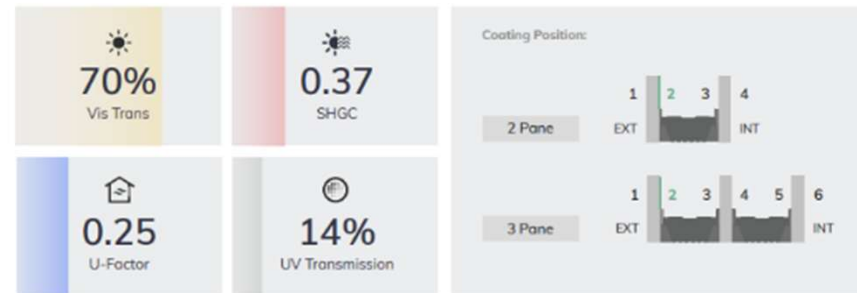 70%
Vis Trans
0.37
SHGC
0.25
U-Factor
14%
UV Transmission
Coating Position:
1 2 3 4
2 Pane EXT INT
1 2 3 4 5 6
3 Pane EXT INT